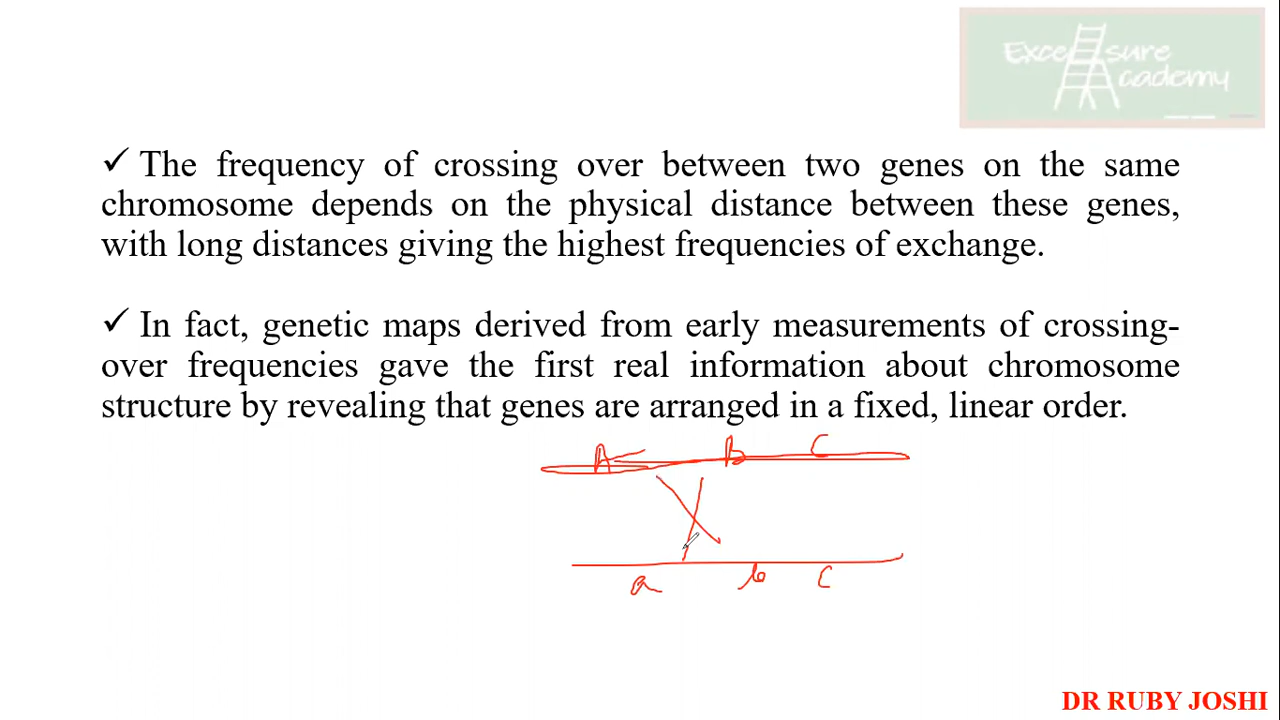 Exce sure
cademy
✓ The frequency of crossing over between two genes on the same
chromosome depends on the physical distance between these genes,
with long distances giving the highest frequencies of exchange.
✓ In fact, genetic maps derived from early measurements of crossing-
over frequencies gave the first real information about chromosome
structure by revealing that genes are arranged in a fixed, linear order.
A B C
a b c
DR RUBY JOSHI